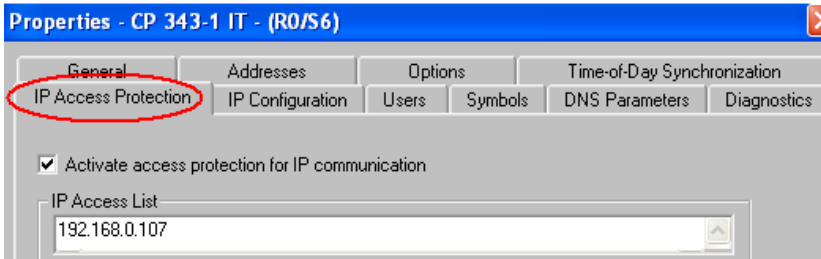 Properties - CP 343-1 IT - (R0/S6)
General Addresses Options Time-of-Day Synchronization
IP Access Protection IP Configuration Users Symbols DNS Parameters Diagnostics
Activate access protection for IP communication
IP Access List
192.168.0.107